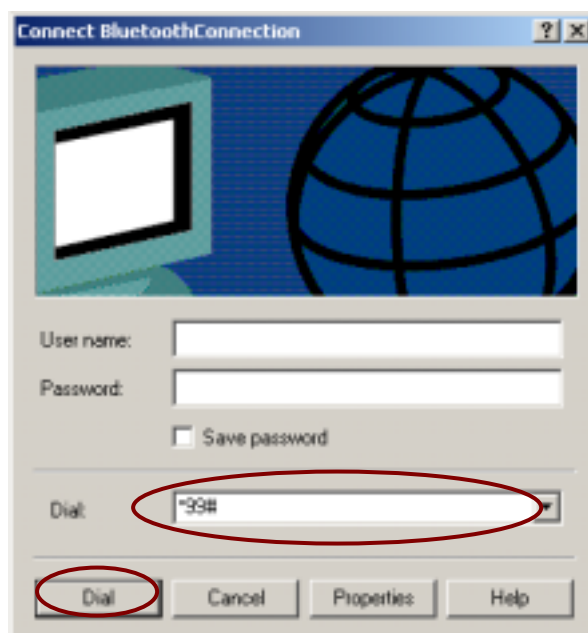 Connect BluetoothConnection
User name:
Password:
Save password
Dial: *99#
Dial Cancel Properties Help